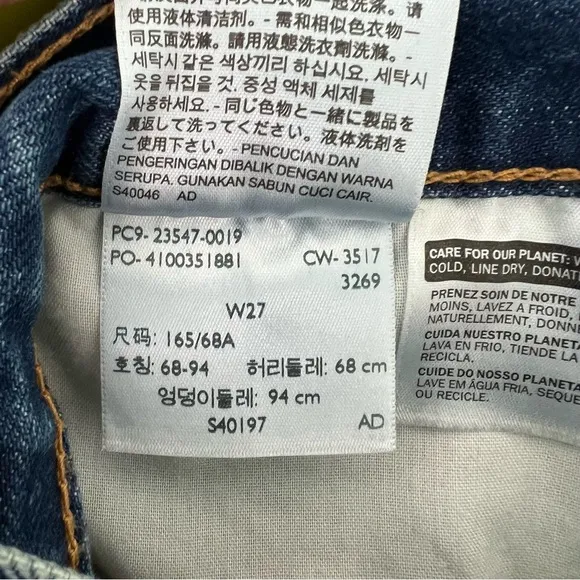 液体清洁剂. - 需和相似色衣物一
同反面洗滌. 請用液態洗衣劑洗滌. -
세탁시 같은 색상끼리 하십시요. 세탁시
옷을 뒤집을 것. 중성 액체 세제를
사용하세요. - 同じ色物と一緒に製品を
裏返して洗ってください。液体洗剤を
ご使用下さい。- PENCUCIAN DAN
PENGERINGAN DIBALIK DENGAN WARNA
SERUPA. GUNAKAN SABUN CUCI CAIR.
S40046 AD
PC9- 23547-0019
PO- 4100351881 CW- 3517
3269
W27
尺码: 165/68A
호칭: 68-94 허리둘레: 68 cm
엉덩이둘레: 94 cm
S40197 AD
CARE FOR OUR PLANET:
COLD, LINE DRY,
PRENEZ SOIN DE NOTRE
MOINS, LAVEZ À FROID,
NATURELLEMENT,
CUIDA NUESTRO
LAVA EN FRIO, TIENDE LA
RECICLA.
CUIDE DO NOSSO
LAVE EM ÁGUA FRIA,
OU RECICLE.